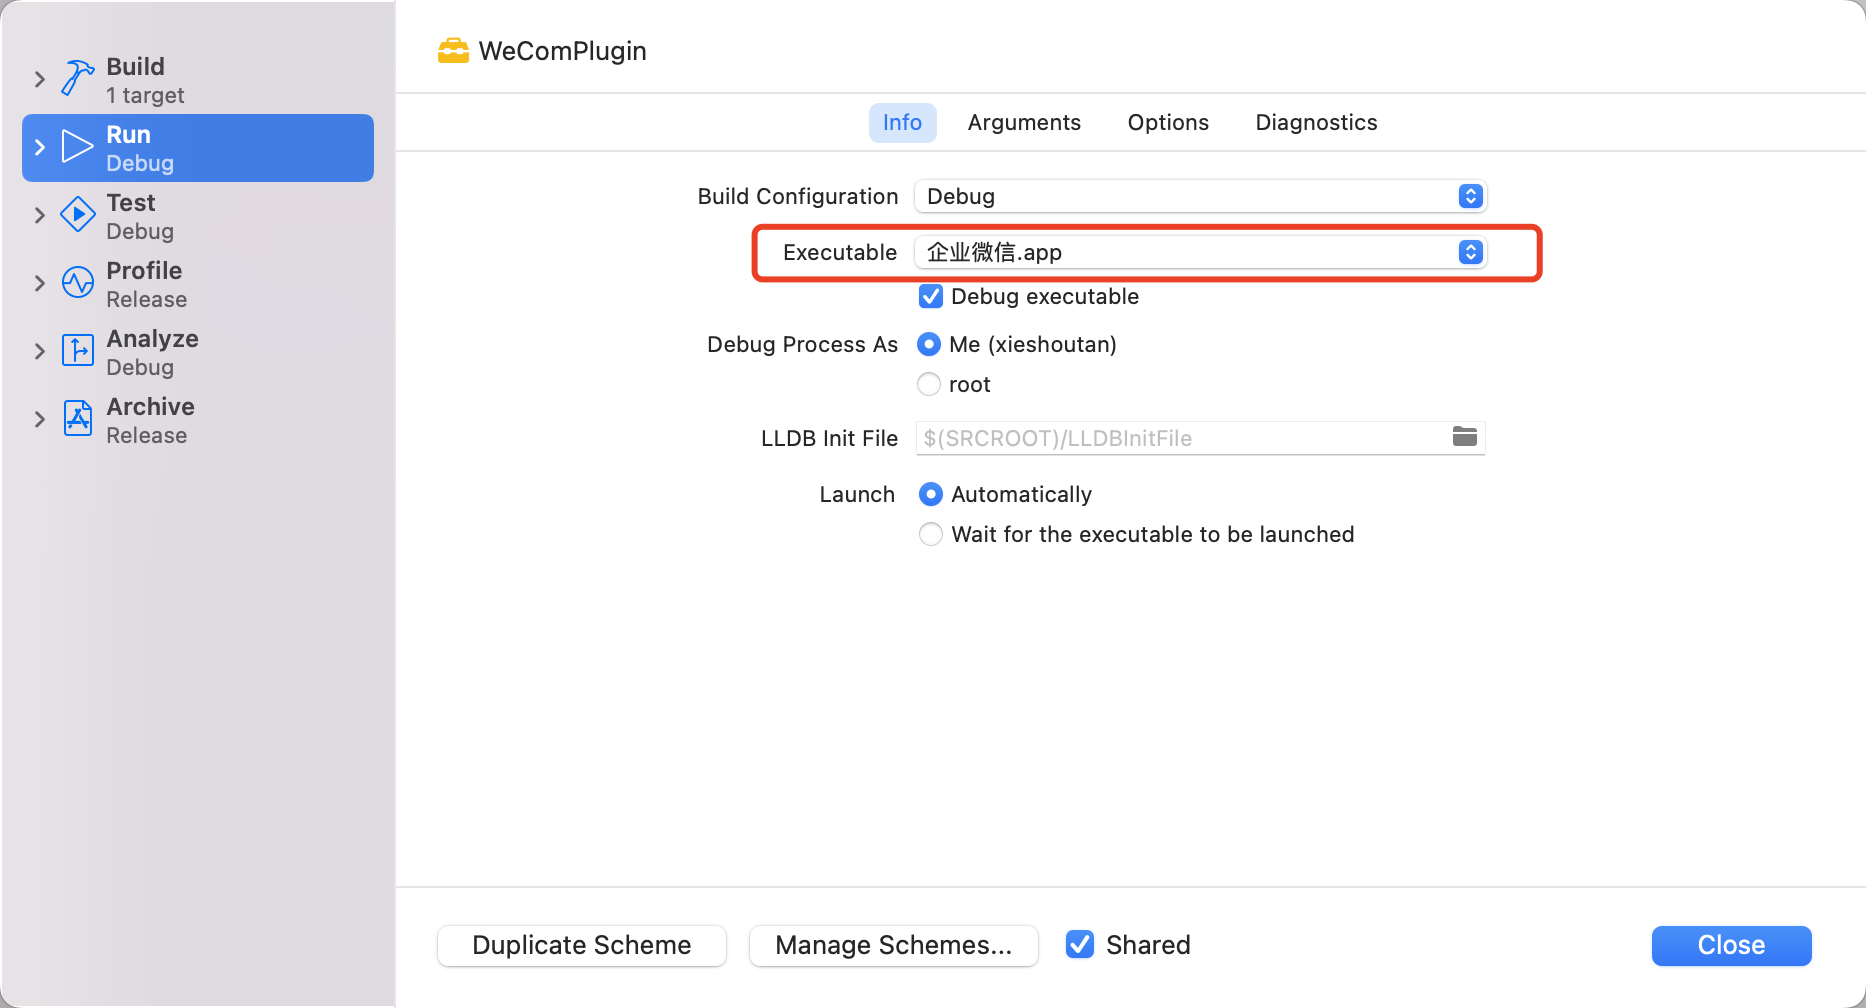 Build
1 target
Run
Debug
Test
Debug
Profile
Release
Analyze
Debug
Archive
Release
WeComPlugin
Info Arguments Options Diagnostics
Build Configuration Debug
Executable 企业微信.app
Debug executable
Debug Process As Me (xieshoutan)
root
LLDB Init File $(SRCROOT)/LLDBInitFile
Launch Automatically
Wait for the executable to be launched
Duplicate Scheme Manage Schemes... Shared Close